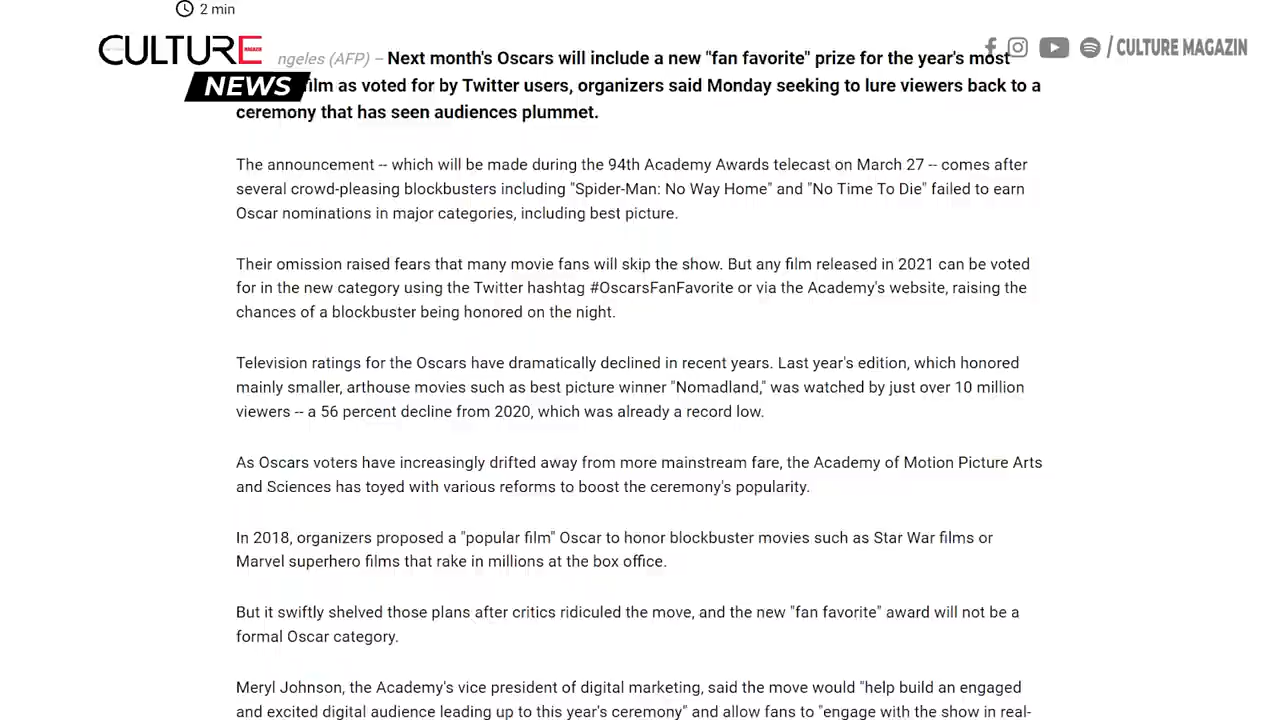 2 min
CULTURE
MAGAZIN
NEWS
/ CULTURE MAGAZIN
ngeles (AFP) – Next month's Oscars will include a new "fan favorite" prize for the year's most
film as voted for by Twitter users, organizers said Monday seeking to lure viewers back to a
ceremony that has seen audiences plummet.
The announcement -- which will be made during the 94th Academy Awards telecast on March 27 -- comes after
several crowd-pleasing blockbusters including "Spider-Man: No Way Home" and "No Time To Die" failed to earn
Oscar nominations in major categories, including best picture.
Their omission raised fears that many movie fans will skip the show. But any film released in 2021 can be voted
for in the new category using the Twitter hashtag #OscarsFanFavorite or via the Academy's website, raising the
chances of a blockbuster being honored on the night.
Television ratings for the Oscars have dramatically declined in recent years. Last year's edition, which honored
mainly smaller, arthouse movies such as best picture winner "Nomadland," was watched by just over 10 million
viewers -- a 56 percent decline from 2020, which was already a record low.
As Oscars voters have increasingly drifted away from more mainstream fare, the Academy of Motion Picture Arts
and Sciences has toyed with various reforms to boost the ceremony's popularity.
In 2018, organizers proposed a "popular film" Oscar to honor blockbuster movies such as Star War films or
Marvel superhero films that rake in millions at the box office.
But it swiftly shelved those plans after critics ridiculed the move, and the new "fan favorite" award will not be a
formal Oscar category.
Meryl Johnson, the Academy's vice president of digital marketing, said the move would "help build an engaged
and excited digital audience leading up to this year's ceremony" and allow fans to "engage with the show in real-